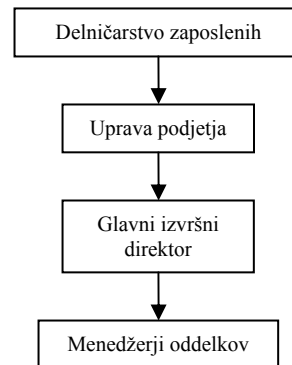 Delničarstvo zaposlenih
Uprava podjetja
Glavni izvršni
direktor
Menedžerji oddelkov